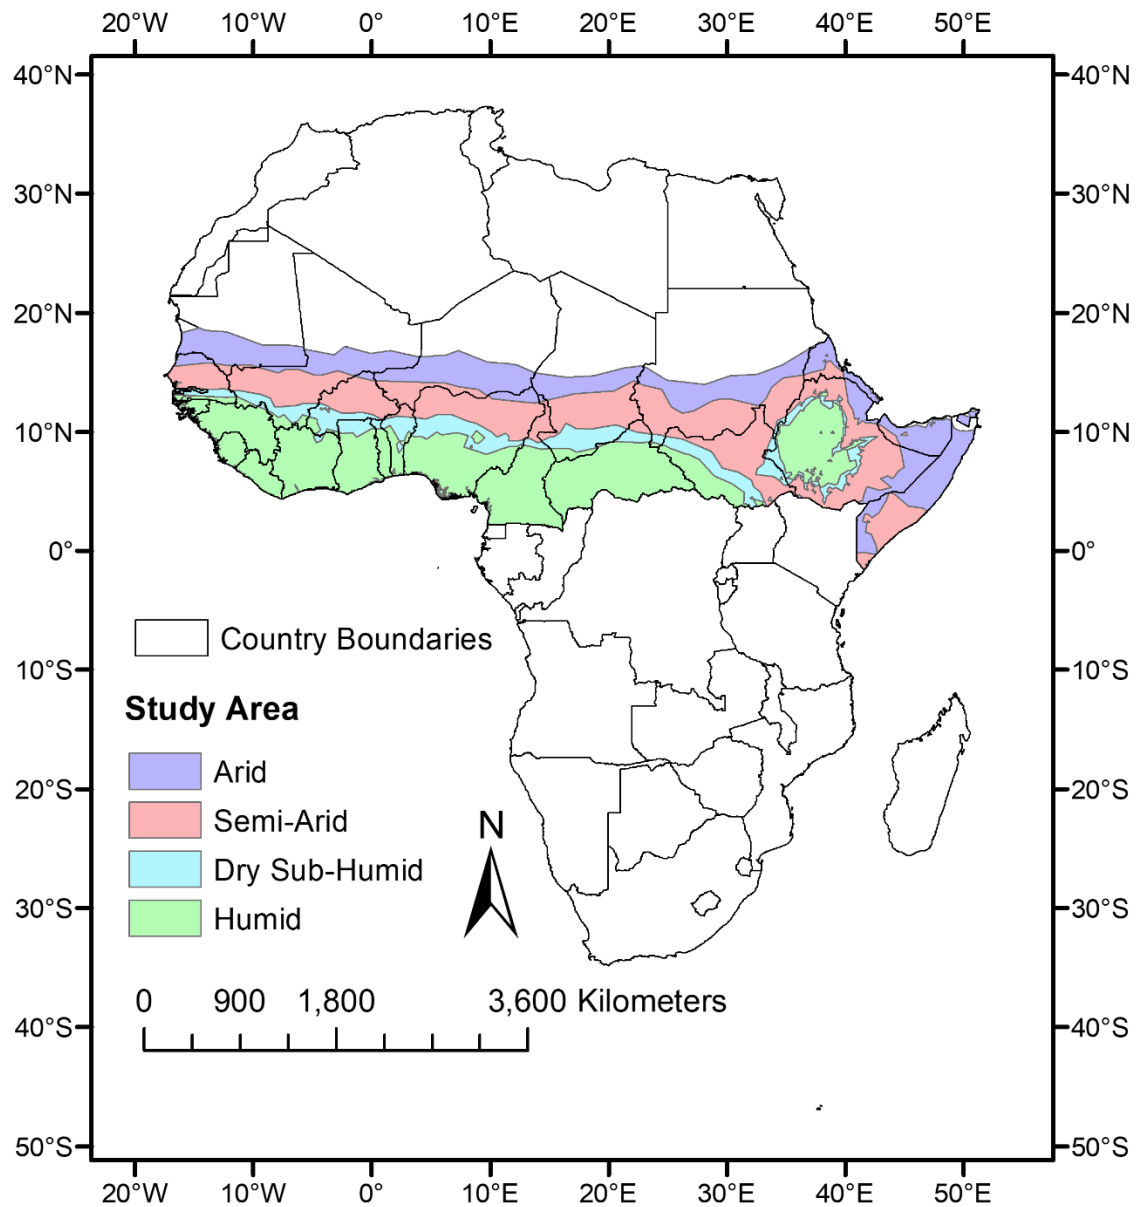 20°W 10°W 0° 10°E 20°E 30°E 40°E 50°E
40°N 40°N
30°N 30°N
20°N 20°N
10°N 10°N
0° 0°
Country Boundaries
10°S 10°S
Study Area
Arid
20°S 20°S
Semi-Arid
N
Dry Sub-Humid
30°S 30°S
Humid
0 900 1,800 3,600 Kilometers
40°S 40°S
50°S 50°S
20°W 10°W 0° 10°E 20°E 30°E 40°E 50°E